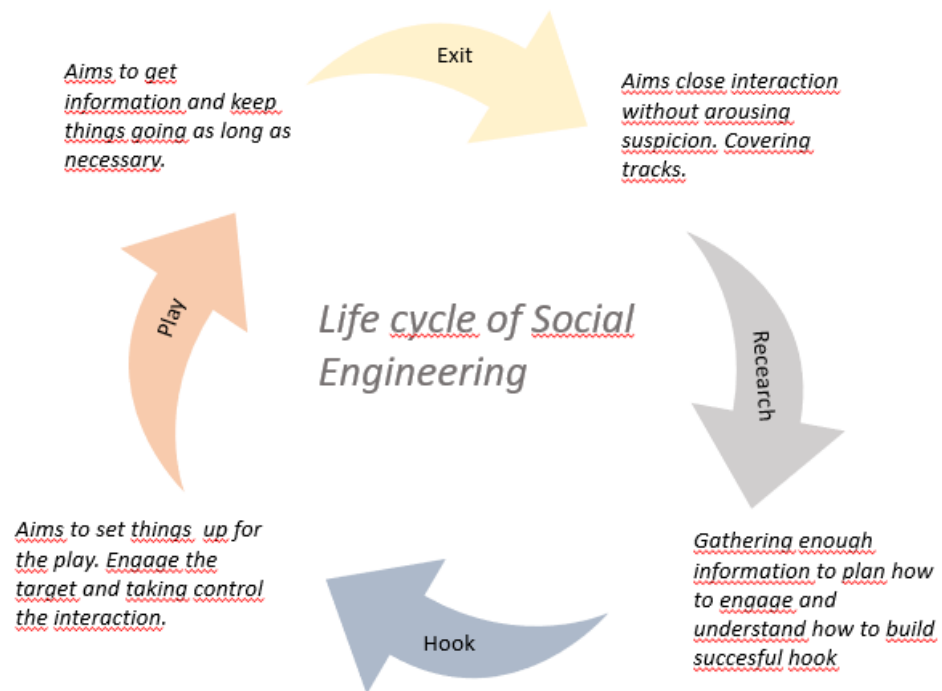 Exit
Aims to get
information and keep
things going as long as
necessary.
Aims close interaction
without arousing
suspicion. Covering
tracks.
Play
Life cycle of Social
Engineering
Recearch
Aims to set things  up for
the play. Engage the
target and taking control
the interaction.
Hook
Gathering enough
information to plan how
to engage and
understand how to build
succesful hook